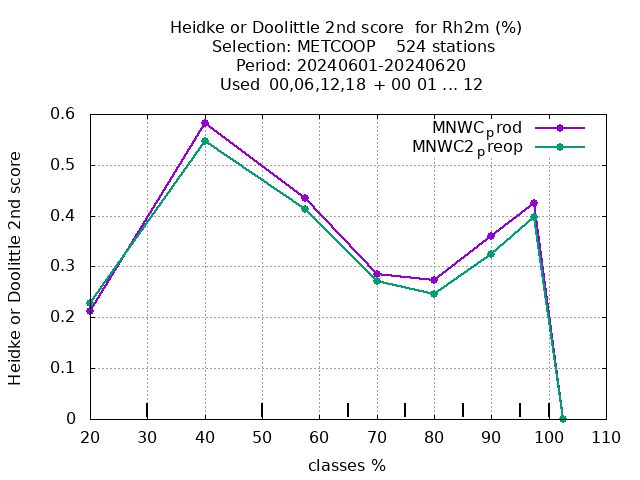 Heidke or Doolittle 2nd score  for Rh2m (%)
Selection: METCOOP    524 stations
Period: 20240601-20240620
Used  00,06,12,18  + 00 01 ... 12
MNWC_prod
MNWC2_preop
Heidke or Doolittle 2nd score
0.6
0.5
0.4
0.3
0.2
0.1
0
20 30 40 50 60 70 80 90 100 110
classes %